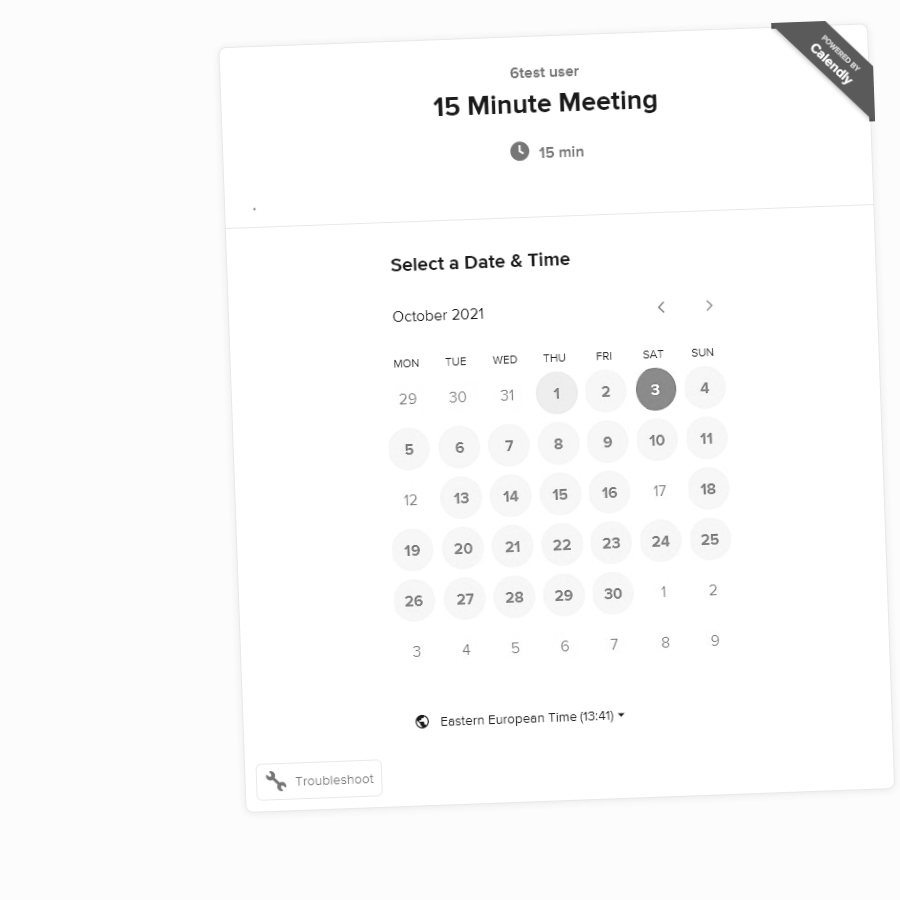 POWERED BY
Calendly
6test user
15 Minute Meeting
15 min
.
Select a Date & Time
October 2021
MON TUE WED THU FRI SAT SUN
29 30 31 1 2 3 4
5 6 7 8 9 10 11
12 13 14 15 16 17 18
19 20 21 22 23 24 25
26 27 28 29 30 1 2
3 4 5 6 7 8 9
Eastern European Time (13:41)
Troubleshoot